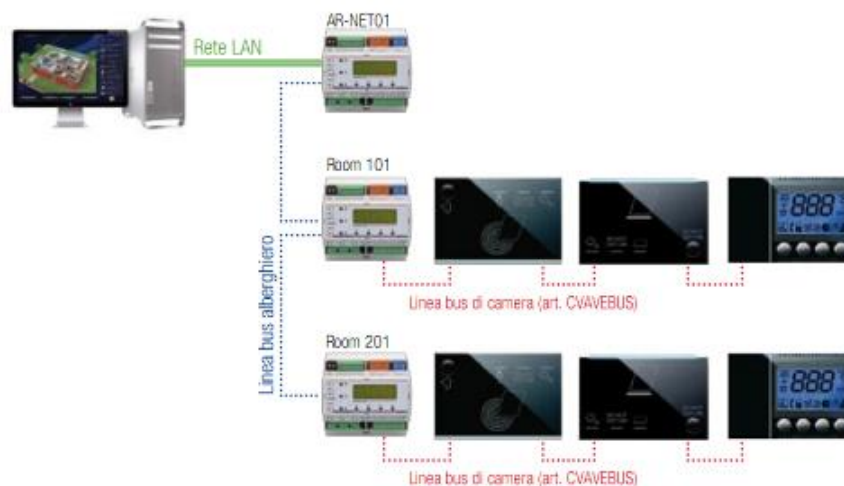 AR-NET01
Rete LAN
Room 101
Linea bus di camera (art. CVAVEBUS)
Linea bus alberghiero
Room 201
Linea bus di camera (art. CVAVEBUS)